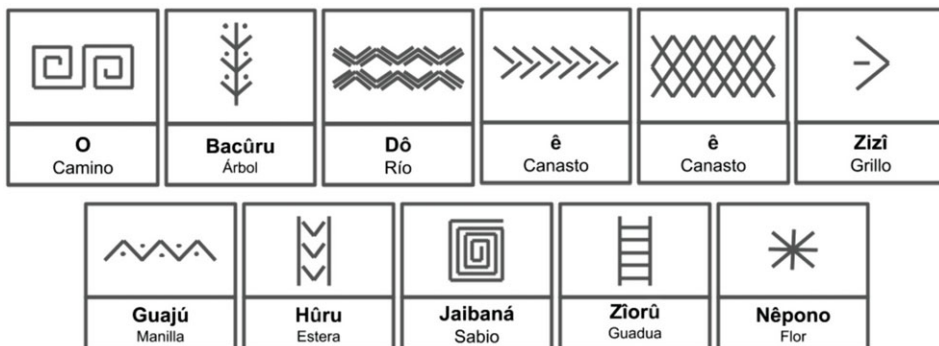 O
Camino
Bacûru
Árbol
Dô
Río
ê
Canasto
ê
Canasto
Zizî
Grillo
Guajú
Manilla
Hûru
Estera
Jaibaná
Sabio
Zîorû
Guadua
Nêpono
Flor